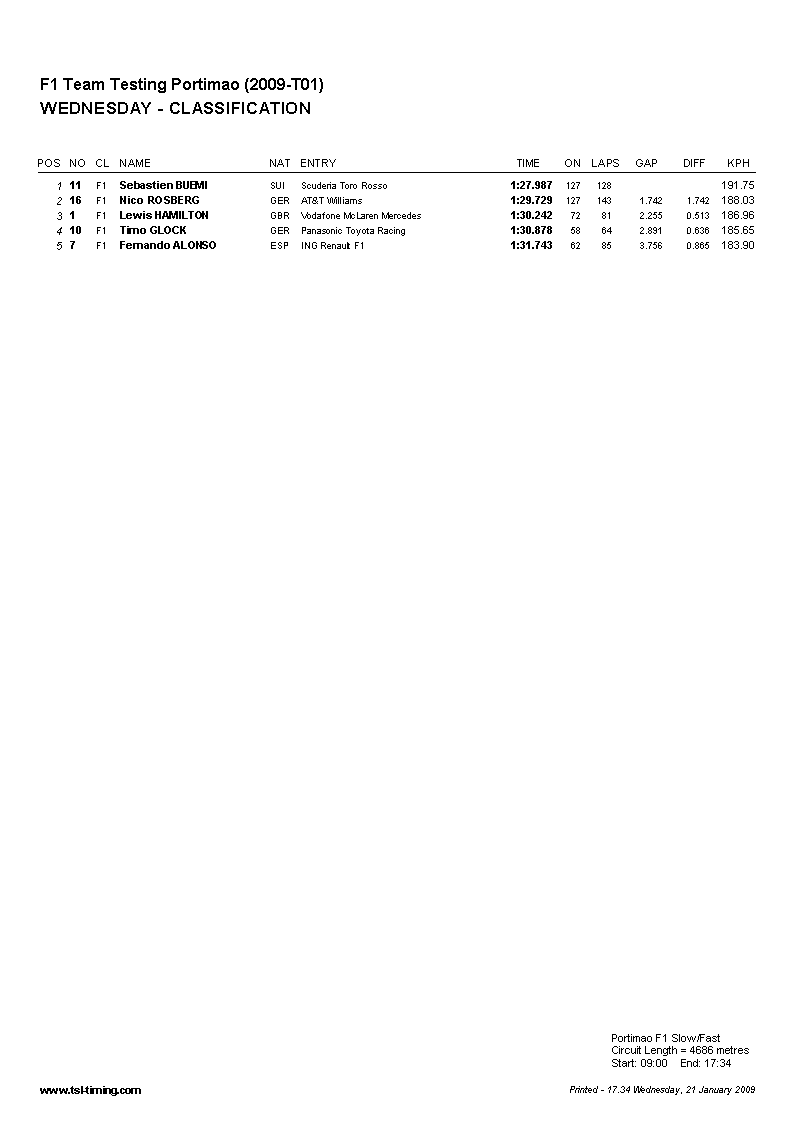 F1 Team Testing Portimao (2009-T01)
WEDNESDAY - CLASSIFICATION
POS NO CL NAME NAT ENTRY TIME ON LAPS GAP DIFF KPH
1 11 F1 Sebastien BUEMI SUI Scuderia Toro Rosso 1:27.987 127 128 191.75
2 16 F1 Nico ROSBERG GER AT&T Williams 1:29.729 127 143 1.742 1.742 188.03
3 1 F1 Lewis HAMILTON GBR Vodafone McLaren Mercedes 1:30.242 72 81 2.255 0.513 186.96
4 10 F1 Timo GLOCK GER Panasonic Toyota Racing 1:30.878 58 64 2.891 0.636 185.65
5 7 F1 Fernando ALONSO ESP ING Renault F1 1:31.743 62 85 3.756 0.865 183.90
Portimao F1 Slow/Fast
Circuit Length = 4686 metres
Start: 09:00 End: 17:34
www.tsl-timing.com Printed - 17:34 Wednesday, 21 January 2009